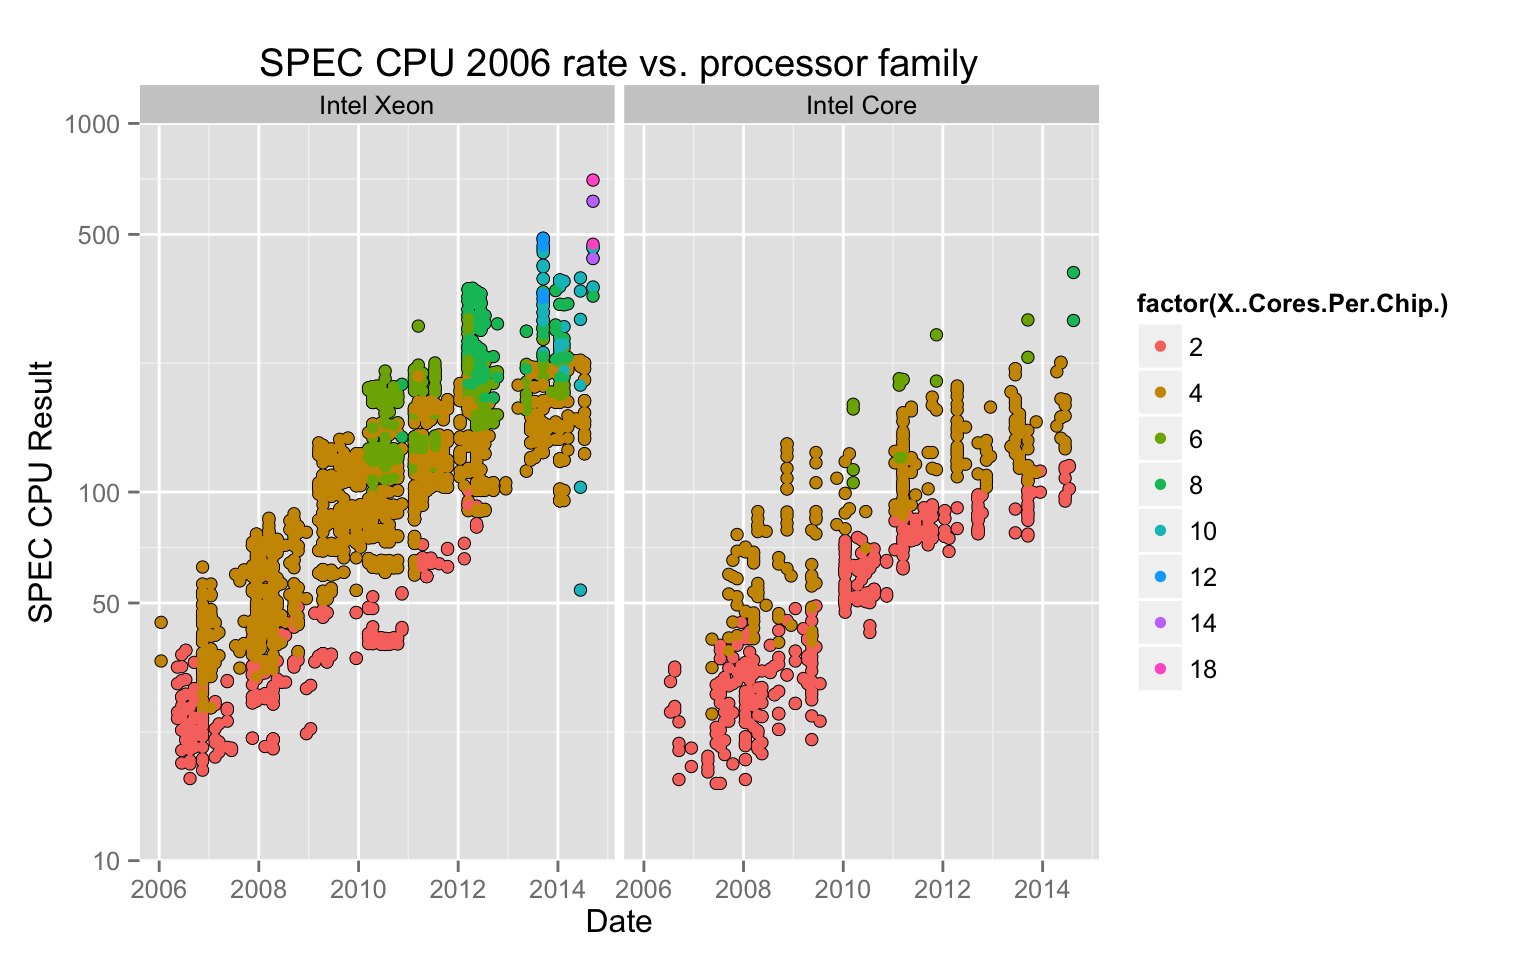 SPEC CPU 2006 rate vs. processor family
Intel Xeon
Intel Core
SPEC CPU Result
1000
500
100
50
10
2006 2008 2010 2012 2014
2006 2008 2010 2012 2014
Date
factor(X..Cores.Per.Chip.)
2
4
6
8
10
12
14
18